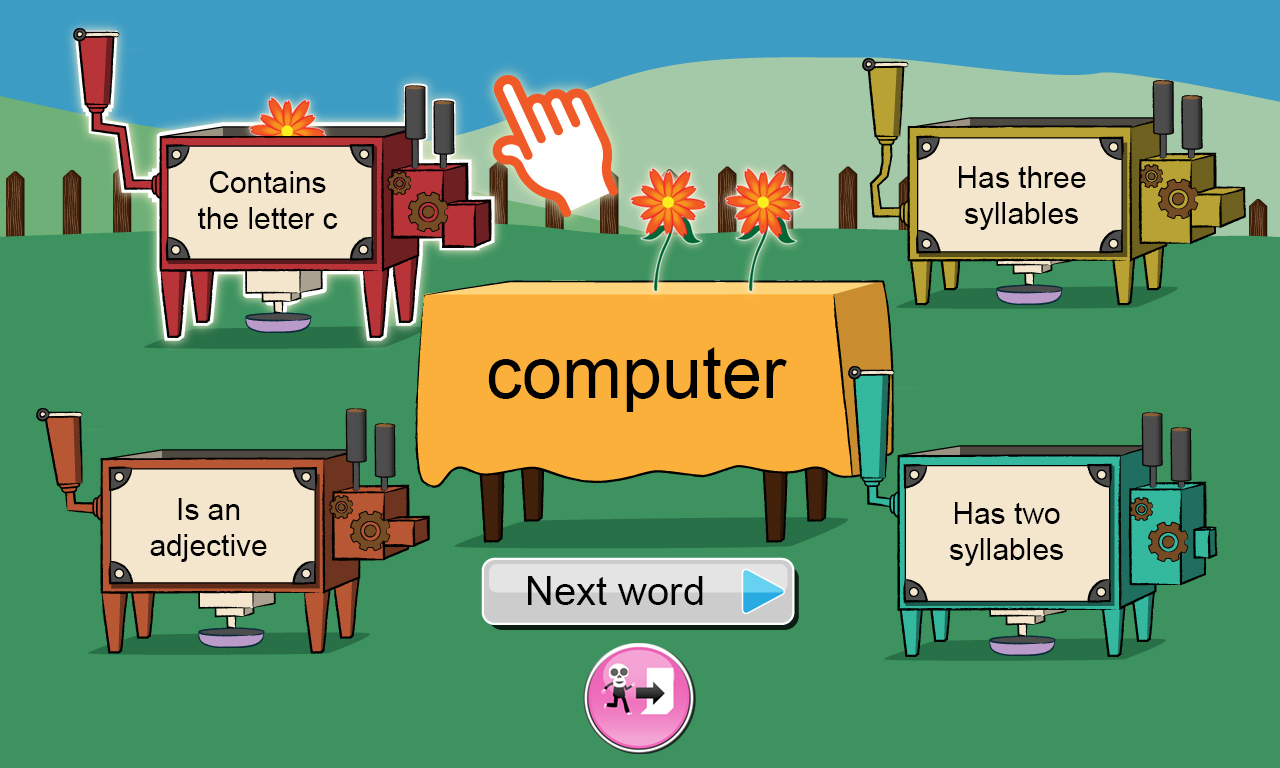 Contains
the letter c
Has three
syllables
computer
Is an
adjective
Has two
syllables
Next word